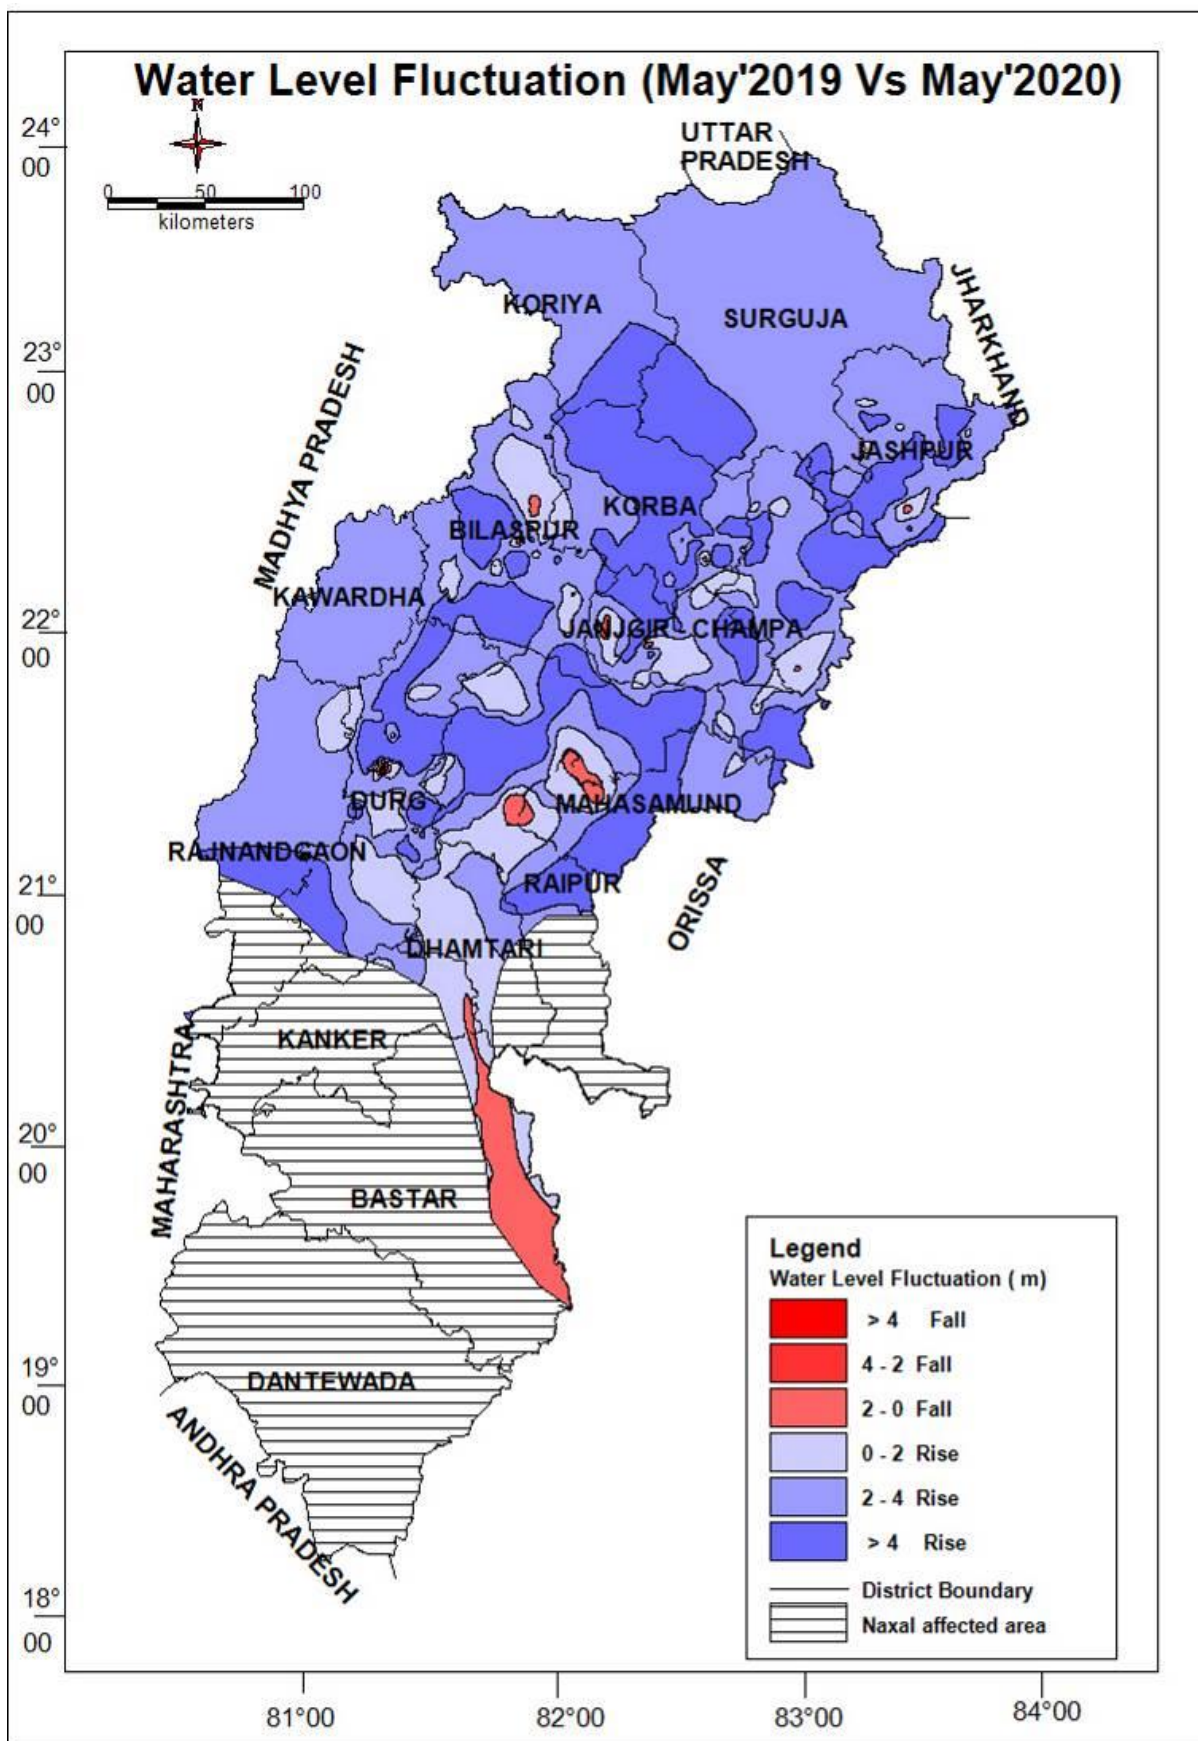 Water Level Fluctuation (May'2019 Vs May'2020)
N
0 50 100
kilometers
24°
00
23°
00
22°
00
21°
00
20°
00
19°
00
18°
00
UTTAR
PRADESH
JHARKHAND
KORIYA
SURGUJA
MADHYA PRADESH
JASHPUR
KORBA
BILASPUR
KAWARDHA
JANJGIR - CHAMPA
DURG
MAHASAMUND
RAJNANDGAON
RAIPUR
ORISSA
DHAMTARI
KANKER
MAHARASHTRA
BASTAR
DANTEWADA
ANDHRA PRADESH
Legend
Water Level Fluctuation ( m)
> 4 Fall
4 - 2 Fall
2 - 0 Fall
0 - 2 Rise
2 - 4 Rise
> 4 Rise
District Boundary
Naxal affected area
81°00 82°00 83°00 84°00